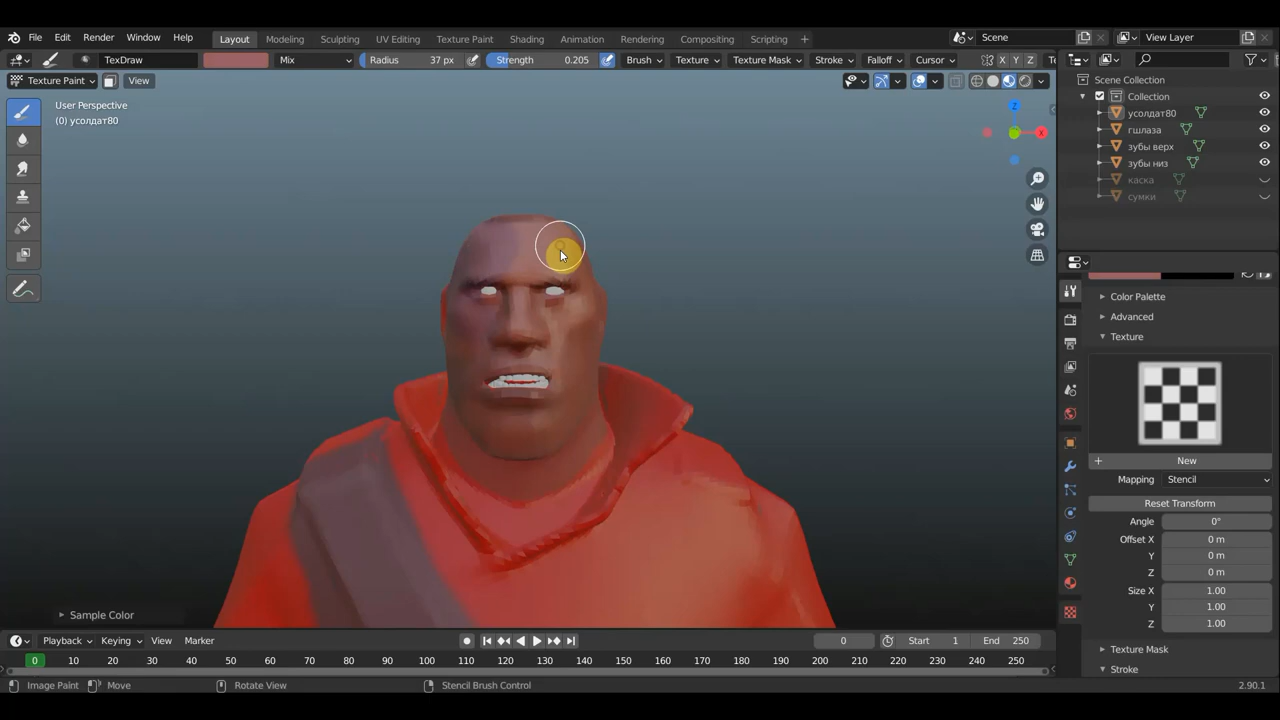 File Edit Render Window Help Layout Modeling Sculpting UV Editing Texture Paint Shading Animation Rendering Compositing Scripting + Scene View Layer
TexDraw Mix Radius 37 px Strength 0.205 Brush Texture Texture Mask Stroke Falloff Cursor X Y Z
Texture Paint View
User Perspective
(0) усолдат80
Z
X
Sample Color
Scene Collection
Collection
усолдат80
гшлаза
зубы верх
зубы низ
каска
сумки
Color Palette
Advanced
Texture
+ New
Mapping Stencil
Reset Transform
Angle 0°
Offset X 0 m
Y 0 m
Z 0 m
Size X 1.00
Y 1.00
Z 1.00
Texture Mask
Stroke
Playback Keying View Marker 0 Start 1 End 250
0 10 20 30 40 50 60 70 80 90 100 110 120 130 140 150 160 170 180 190 200 210 220 230 240 250
Image Paint Move Rotate View Stencil Brush Control 2.90.1